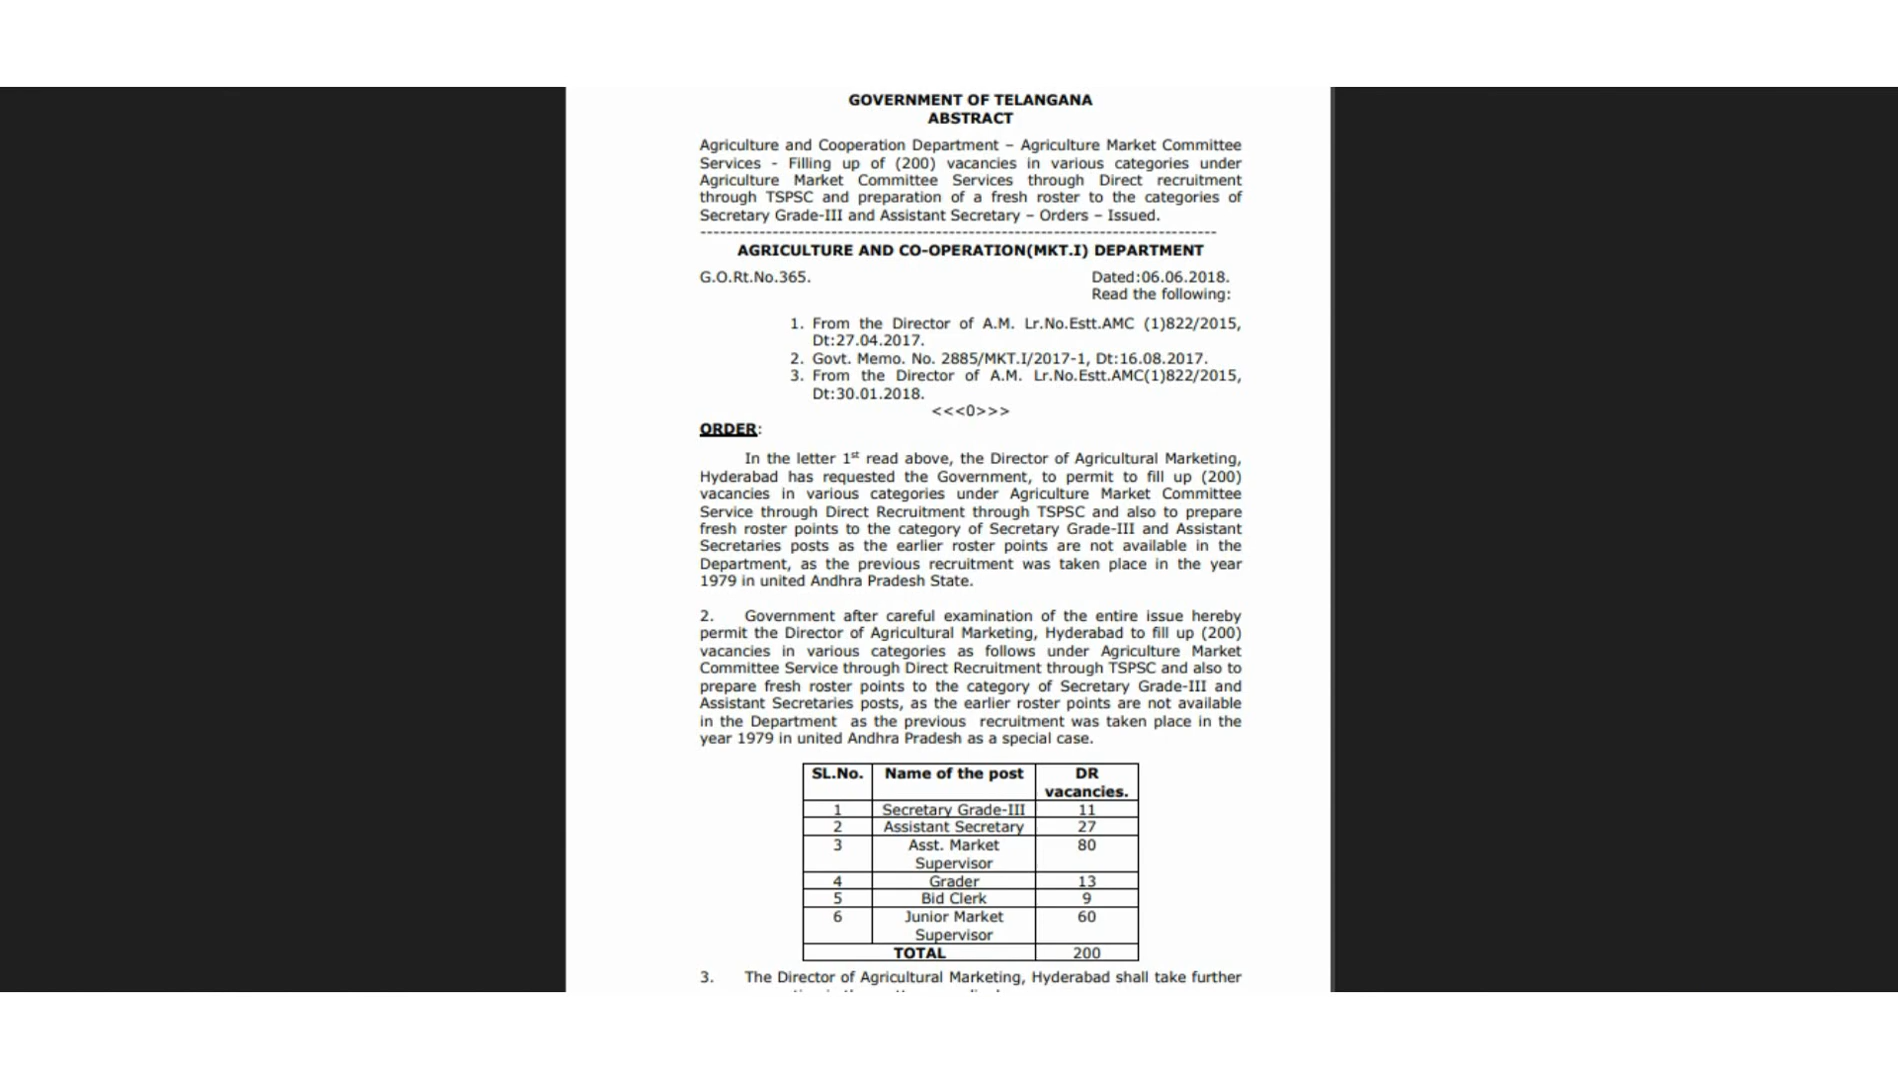 GOVERNMENT OF TELANGANA
ABSTRACT
Agriculture and Cooperation Department – Agriculture Market Committee
Services - Filling up of (200) vacancies in various categories under
Agriculture Market Committee Services through Direct recruitment
through TSPSC and preparation of a fresh roster to the categories of
Secretary Grade-III and Assistant Secretary – Orders – Issued.
-------------------------------------------------------------------------------
AGRICULTURE AND CO-OPERATION(MKT.I) DEPARTMENT
G.O.Rt.No.365. Dated:06.06.2018.
Read the following:
1. From the Director of A.M. Lr.No.Estt.AMC (1)822/2015,
Dt:27.04.2017.
2. Govt. Memo. No. 2885/MKT.I/2017-1, Dt:16.08.2017.
3. From the Director of A.M. Lr.No.Estt.AMC(1)822/2015,
Dt:30.01.2018.
<<<0>>>
ORDER:
In the letter 1st read above, the Director of Agricultural Marketing,
Hyderabad has requested the Government, to permit to fill up (200)
vacancies in various categories under Agriculture Market Committee
Service through Direct Recruitment through TSPSC and also to prepare
fresh roster points to the category of Secretary Grade-III and Assistant
Secretaries posts as the earlier roster points are not available in the
Department, as the previous recruitment was taken place in the year
1979 in united Andhra Pradesh State.
2. Government after careful examination of the entire issue hereby
permit the Director of Agricultural Marketing, Hyderabad to fill up (200)
vacancies in various categories as follows under Agriculture Market
Committee Service through Direct Recruitment through TSPSC and also to
prepare fresh roster points to the category of Secretary Grade-III and
Assistant Secretaries posts, as the earlier roster points are not available
in the Department as the previous recruitment was taken place in the
year 1979 in united Andhra Pradesh as a special case.
SL.No. Name of the post DR
vacancies.
1 Secretary Grade-III 11
2 Assistant Secretary 27
3 Asst. Market 80
Supervisor
4 Grader 13
5 Bid Clerk 9
6 Junior Market 60
Supervisor
TOTAL 200
3. The Director of Agricultural Marketing, Hyderabad shall take further